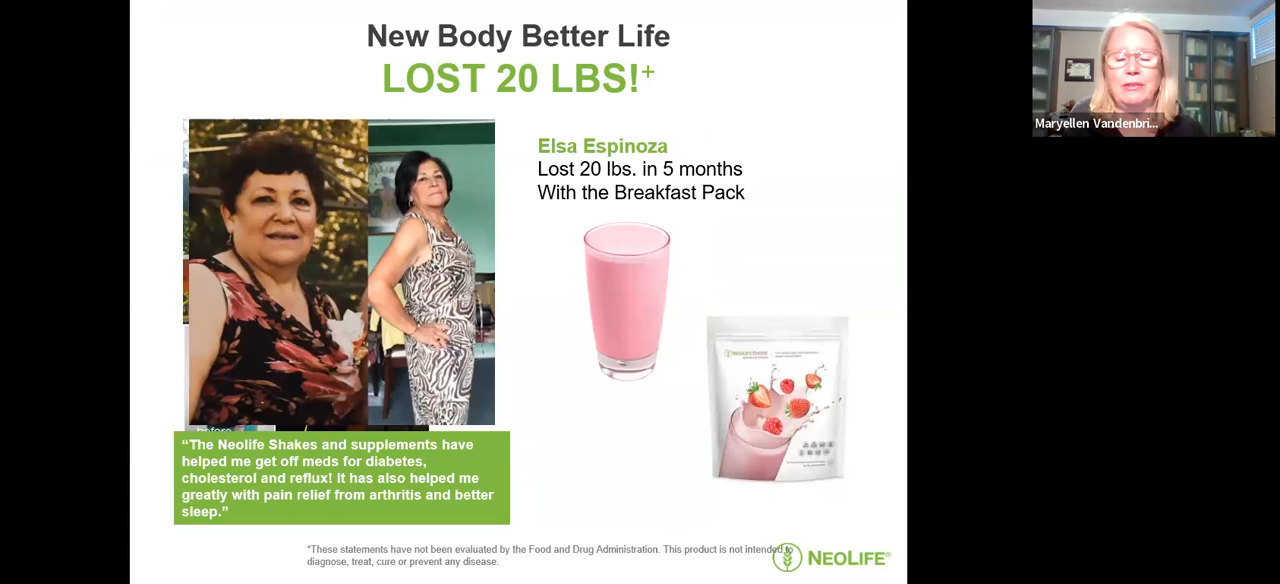 New Body Better Life
LOST 20 LBS!+
Maryellen Vandenbri...
Elsa Espinoza
Lost 20 lbs. in 5 months
With the Breakfast Pack
NEOLIFESHAKE
before
“The Neolife Shakes and supplements have
helped me get off meds for diabetes,
cholesterol and reflux! It has also helped me
greatly with pain relief from arthritis and better
sleep.”
*These statements have not been evaluated by the Food and Drug Administration. This product is not intended to
diagnose, treat, cure or prevent any disease.
NEOLIFE®